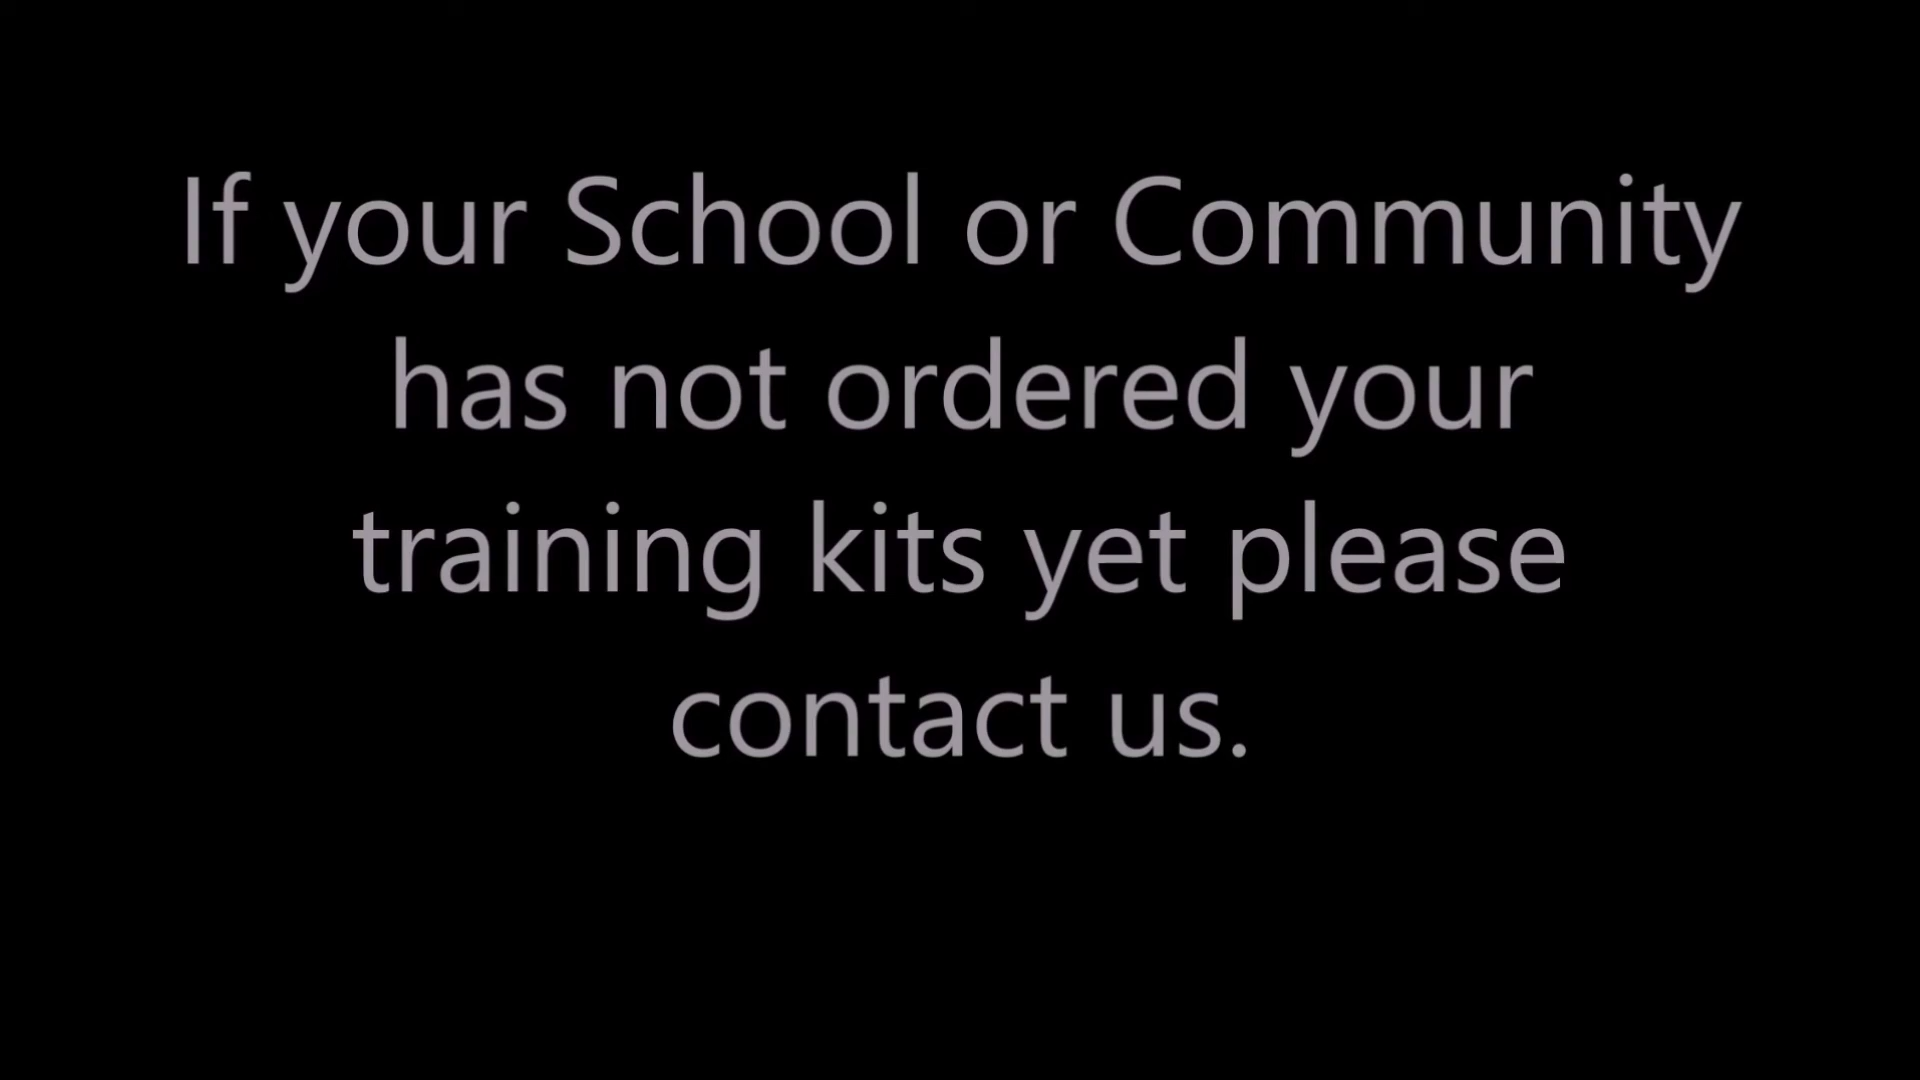 If your School or Community
has not ordered your
training kits yet please
contact us.